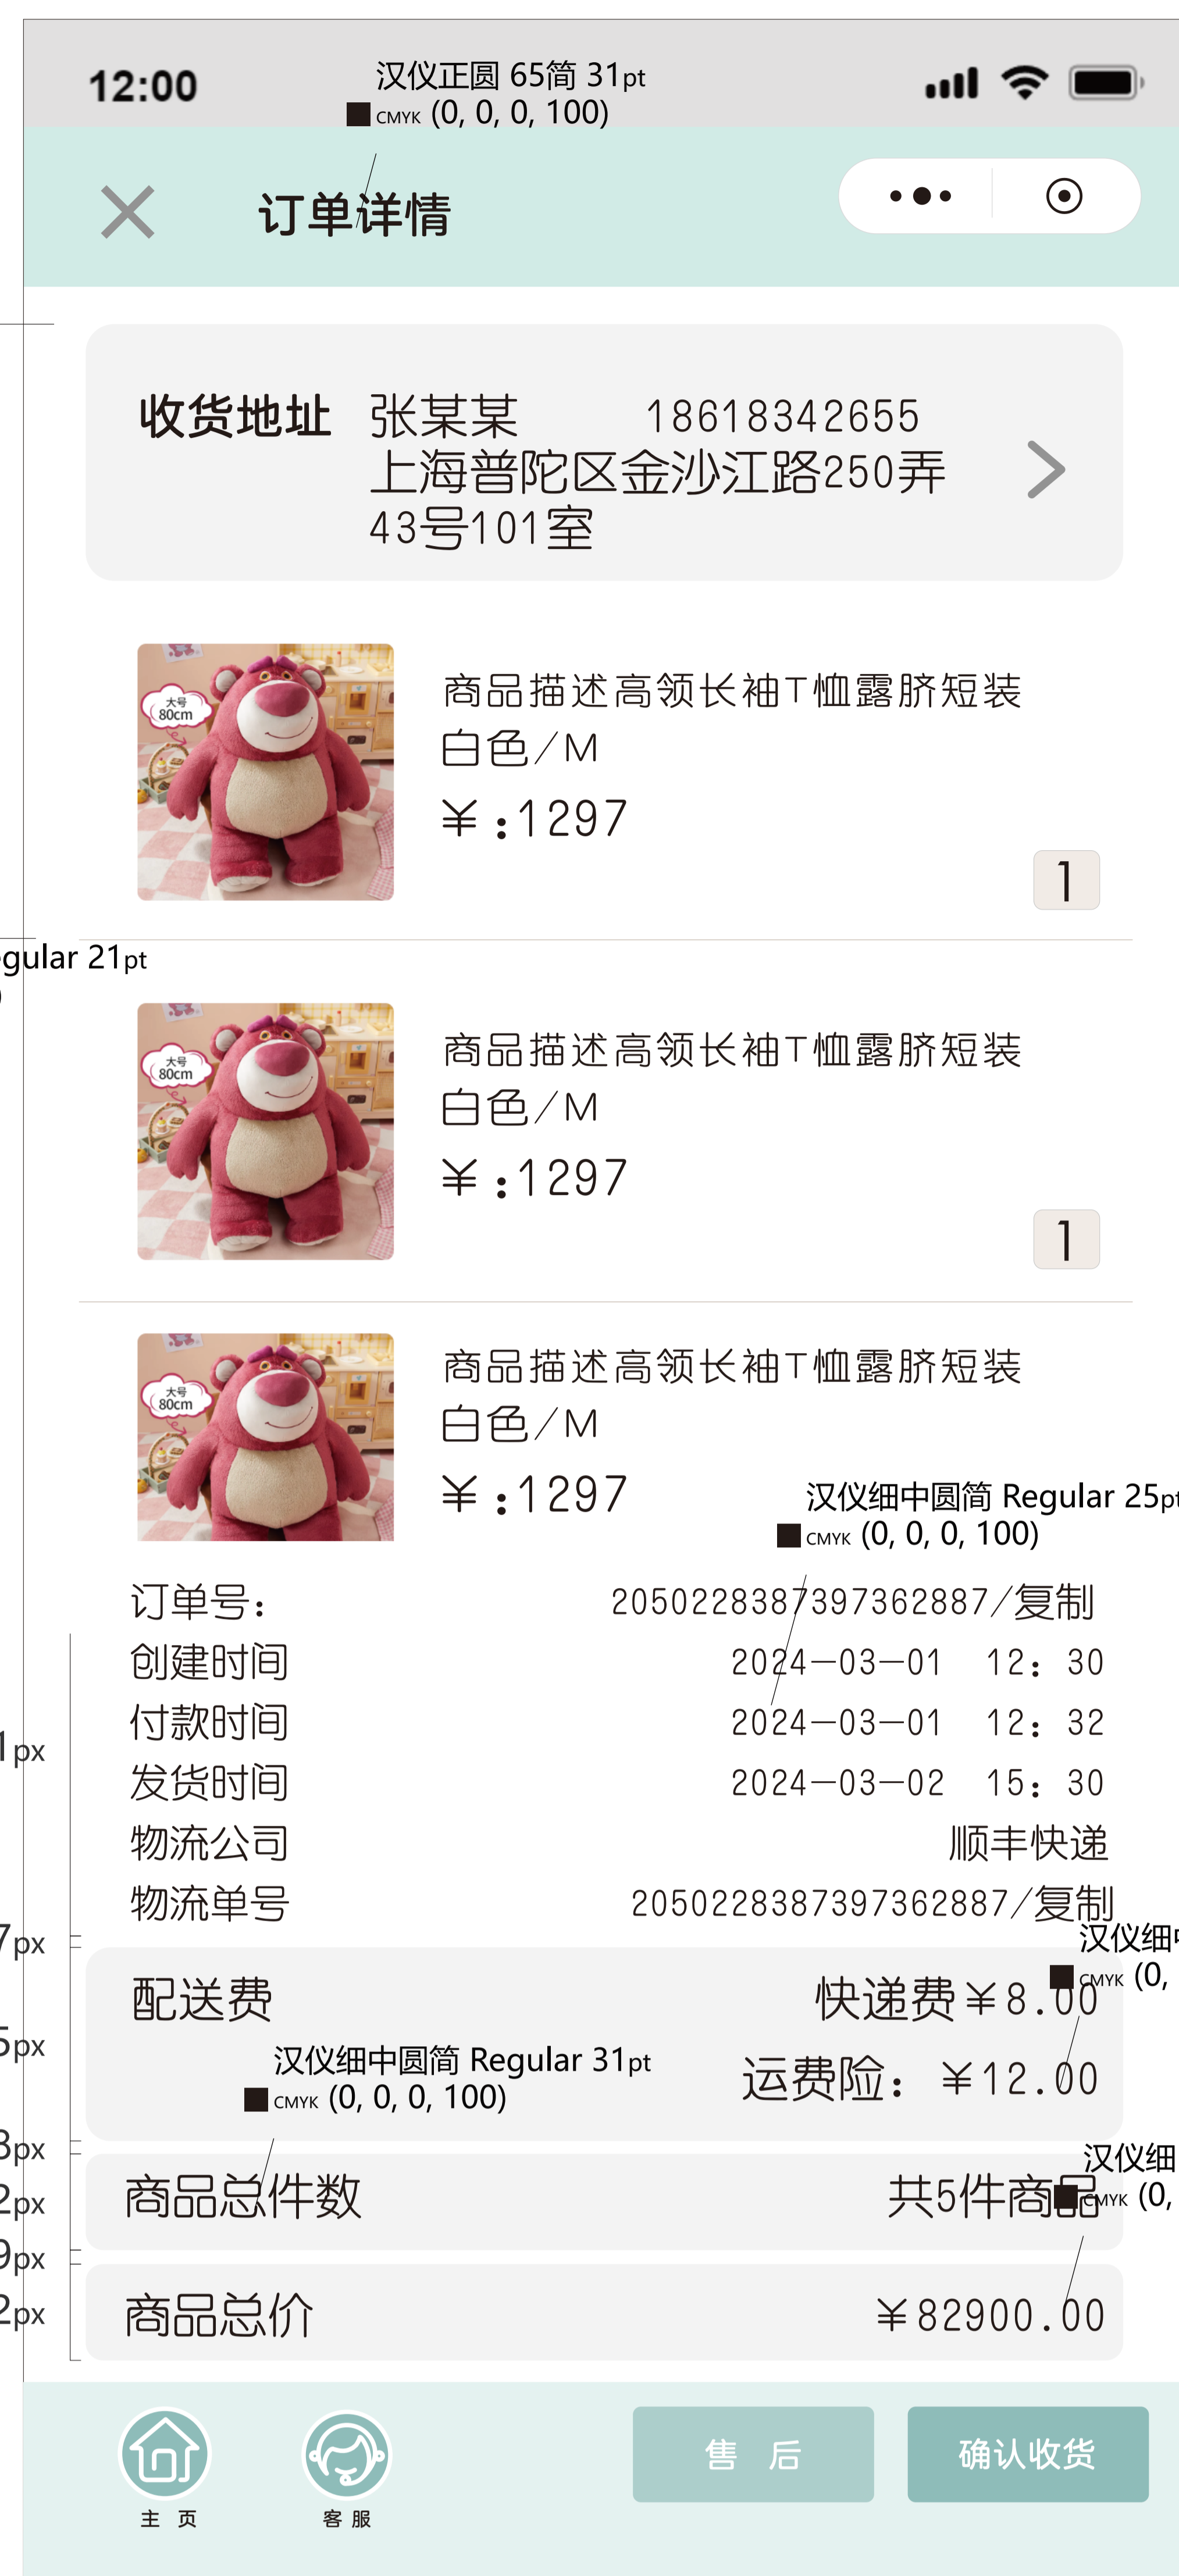 12:00
汉仪正圆 65简 31pt
CMYK (0, 0, 0, 100)
订单详情
收货地址 张某某 18618342655
上海普陀区金沙江路250弄
43号101室
大号
80cm
商品描述高领长袖T恤露脐短装
白色/M
¥:1297
1
gular 21pt
)
大号
80cm
商品描述高领长袖T恤露脐短装
白色/M
¥:1297
1
大号
80cm
商品描述高领长袖T恤露脐短装
白色/M
¥:1297
汉仪细中圆简 Regular 25pt
CMYK (0, 0, 0, 100)
订单号: 2050228387397362887/复制
创建时间 2024—03—01 12: 30
付款时间 2024—03—01 12: 32
1px
发货时间 2024—03—02 15: 30
物流公司 顺丰快递
物流单号 2050228387397362887/复制
7px
汉仪细中
CMYK (0,
配送费 快递费¥8.00
5px
汉仪细中圆简 Regular 31pt
CMYK (0, 0, 0, 100)
运费险: ¥12.00
3px
汉仪细
CMYK (0,
2px
商品总件数 共5件商品
9px
2px
商品总价 ¥82900.00
售 后
确认收货
主 页
客 服